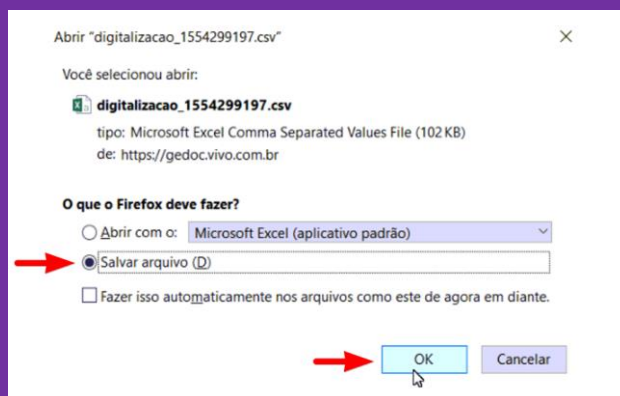 Abrir “digitalizacao_1554299197.csv”
Você selecionou abrir:
digitalizacao_1554299197.csv
tipo: Microsoft Excel Comma Separated Values File (102 KB)
de: https://gedoc.vivo.com.br
O que o Firefox deve fazer?
Abrir com o: Microsoft Excel (aplicativo padrão)
Salvar arquivo (D)
Fazer isso automaticamente nos arquivos como este de agora em diante.
OK Cancelar